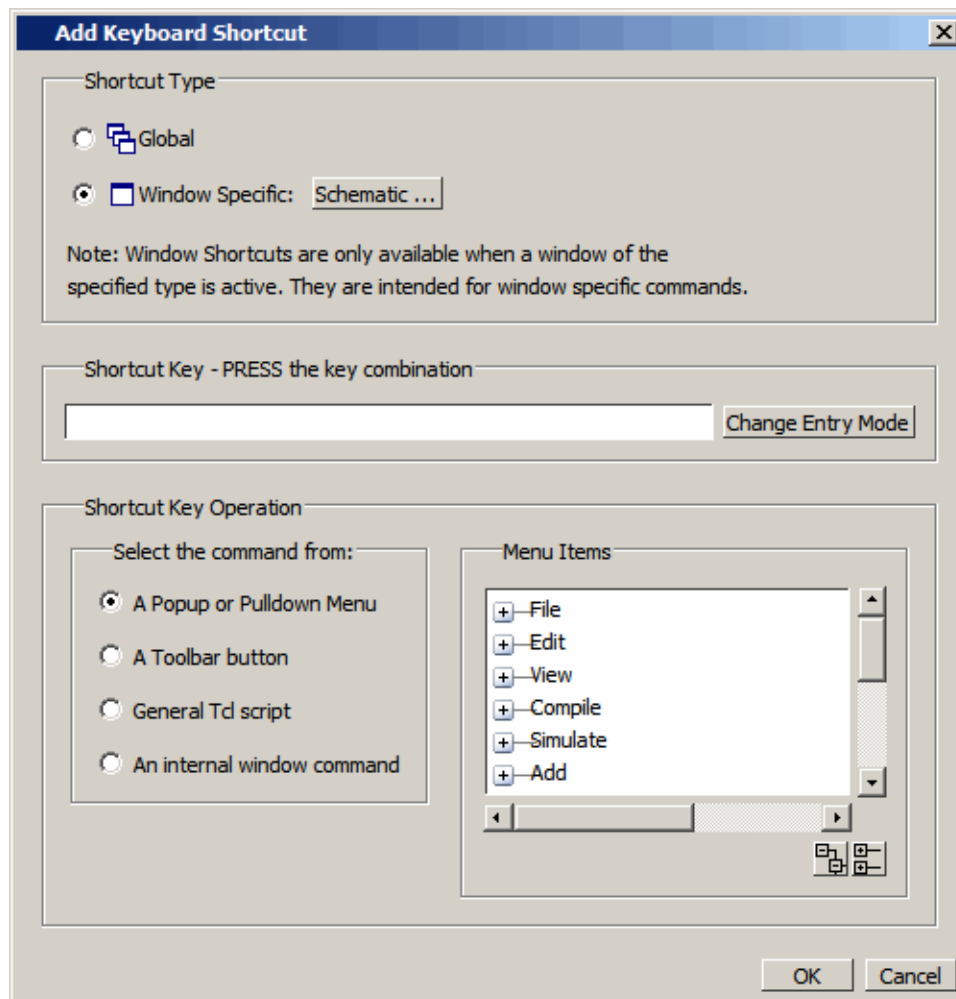 Add Keyboard Shortcut
Shortcut Type
Global
Window Specific: Schematic ...
Note: Window Shortcuts are only available when a window of the
specified type is active. They are intended for window specific commands.
Shortcut Key - PRESS the key combination
Change Entry Mode
Shortcut Key Operation
Select the command from:
A Popup or Pulldown Menu
A Toolbar button
General Tcl script
An internal window command
Menu Items
File
Edit
View
Compile
Simulate
Add
OK Cancel